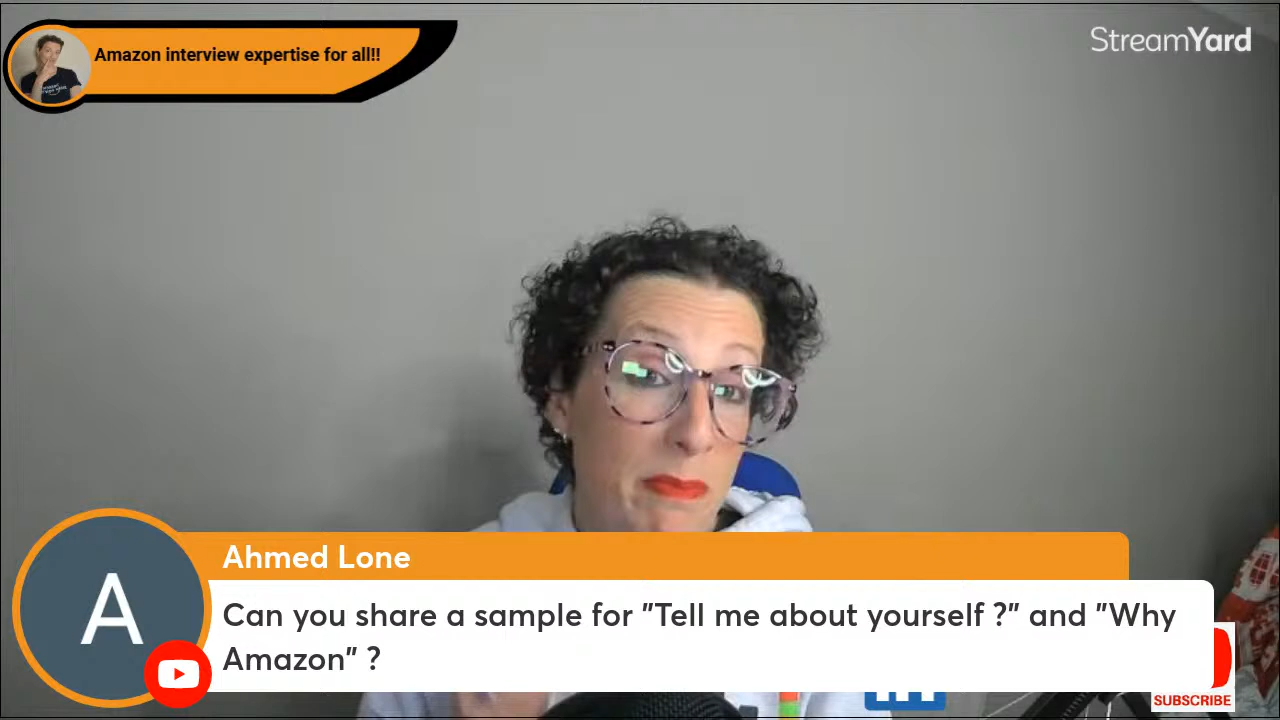 Amazon interview expertise for all!!
StreamYard
Ahmed Lone
A
Can you share a sample for "Tell me about yourself ?" and "Why
Amazon" ?
SUBSCRIBE